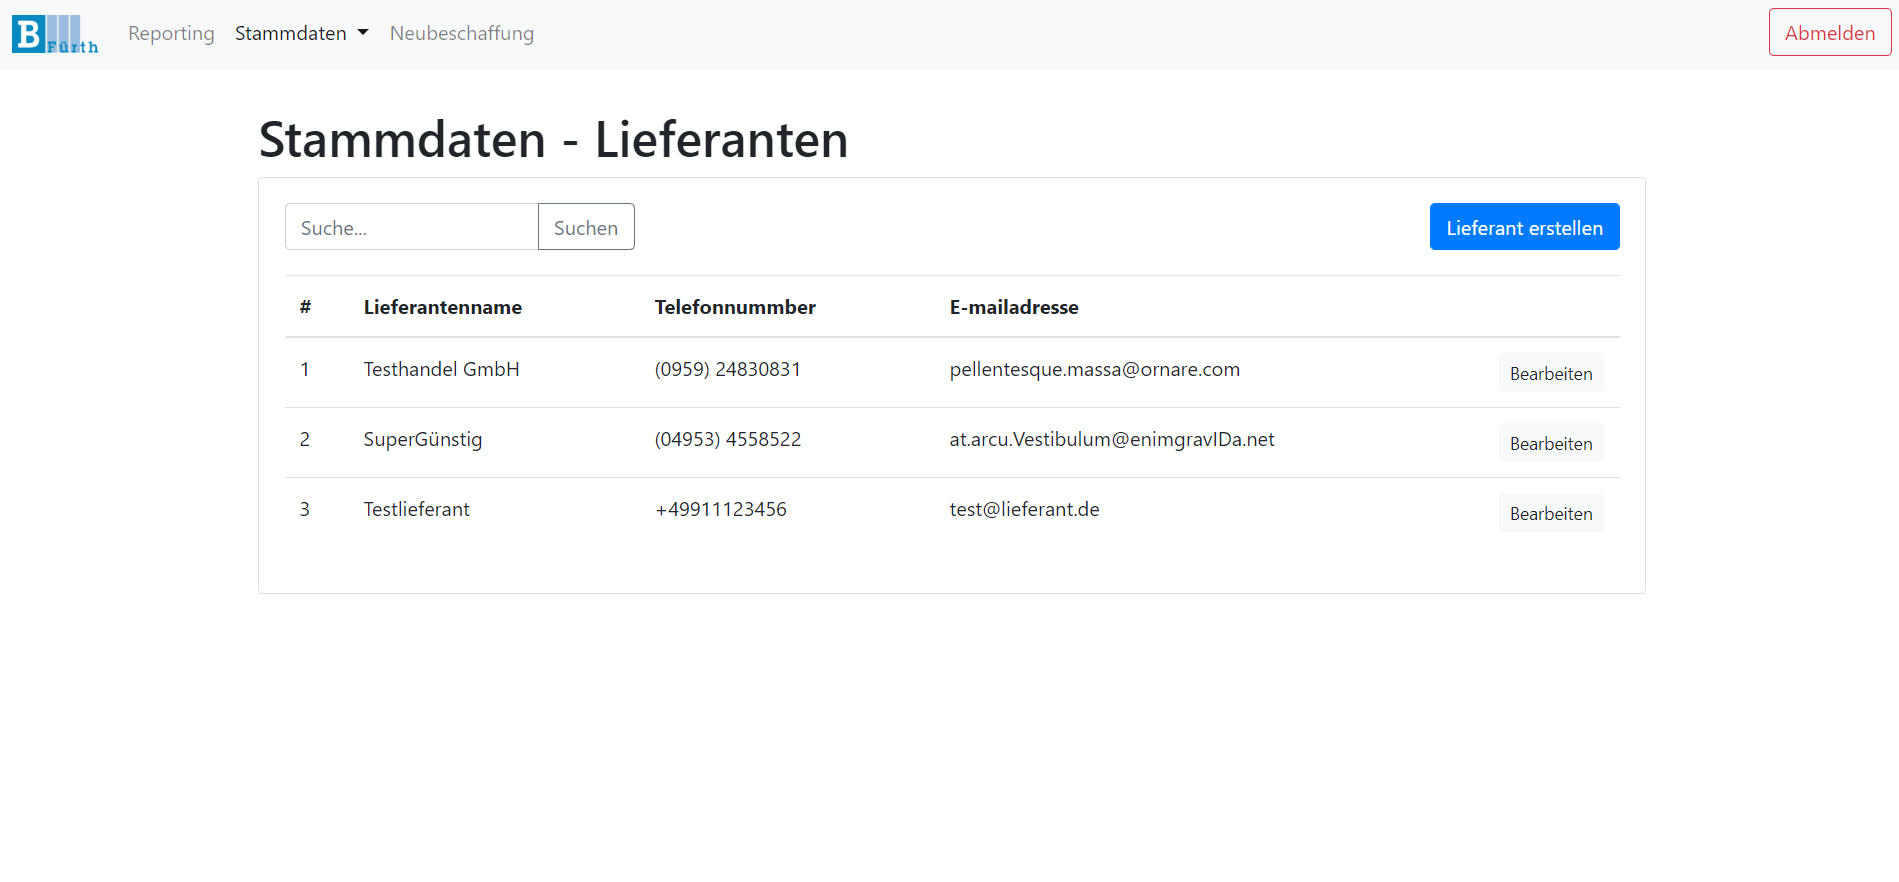 B Fürth Reporting Stammdaten Neubeschaffung Abmelden
Stammdaten - Lieferanten
Suche... Suchen Lieferant erstellen
# Lieferantenname Telefonnummber E-mailadresse
1 Testhandel GmbH (0959) 24830831 pellentesque.massa@ornare.com Bearbeiten
2 SuperGünstig (04953) 4558522 at.arcu.Vestibulum@enimgravIDa.net Bearbeiten
3 Testlieferant +49911123456 test@lieferant.de Bearbeiten